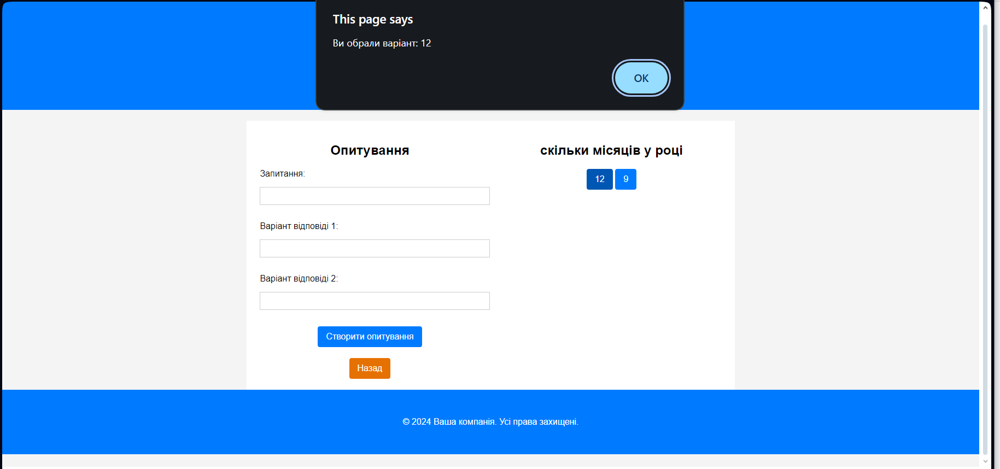 This page says
Ви обрали варіант: 12
OK
Опитування
Запитання:
Варіант відповіді 1:
Варіант відповіді 2:
Створити опитування
Назад
скільки місяців у році
12 9
© 2024 Ваша компанія. Усі права захищені.